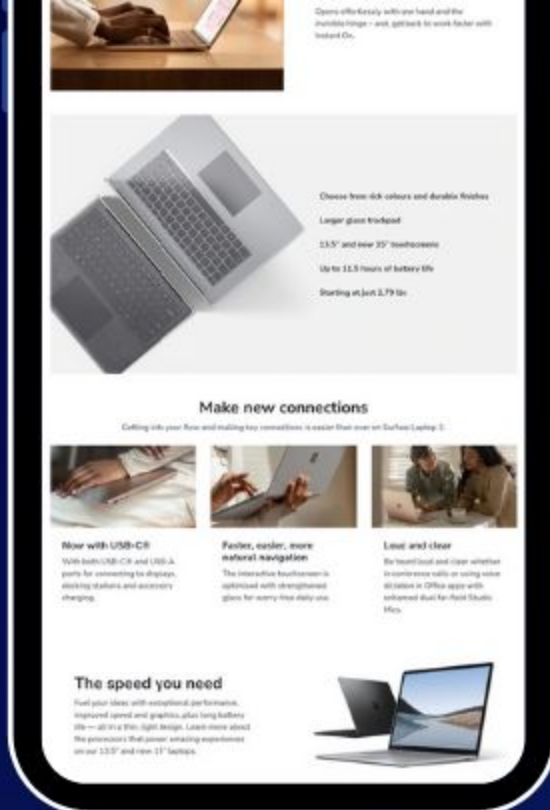 Opens effortlessly with one hand and the
invisible hinge – and, get back to work faster with
Instant On.
Choose from rich colours and durable finishes
Larger glass trackpad
13.5" and new 15" touchscreens
Up to 11.5 hours of battery life
Starting at just 2.79 lbs
Make new connections
Getting into your flow and making key connections is easier than ever on Surface Laptop 3.
Now with USB-C®
With both USB-C® and USB-A
ports for connecting to displays,
docking stations and accessory
charging.
Faster, easier, more
natural navigation
The interactive touchscreen is
optimised with strengthened
glass for worry-free daily use.
Loud and clear
Be heard loud and clear whether
in conference calls or using voice
dictation in Office apps with
enhanced dual far-field Studio
Mics.
The speed you need
Fuel your ideas with exceptional performance,
improved speed and graphics, plus long battery
life — all in a thin, light design. Learn more about
the processors that power amazing experiences
on our 13.5" and new 15" laptops.